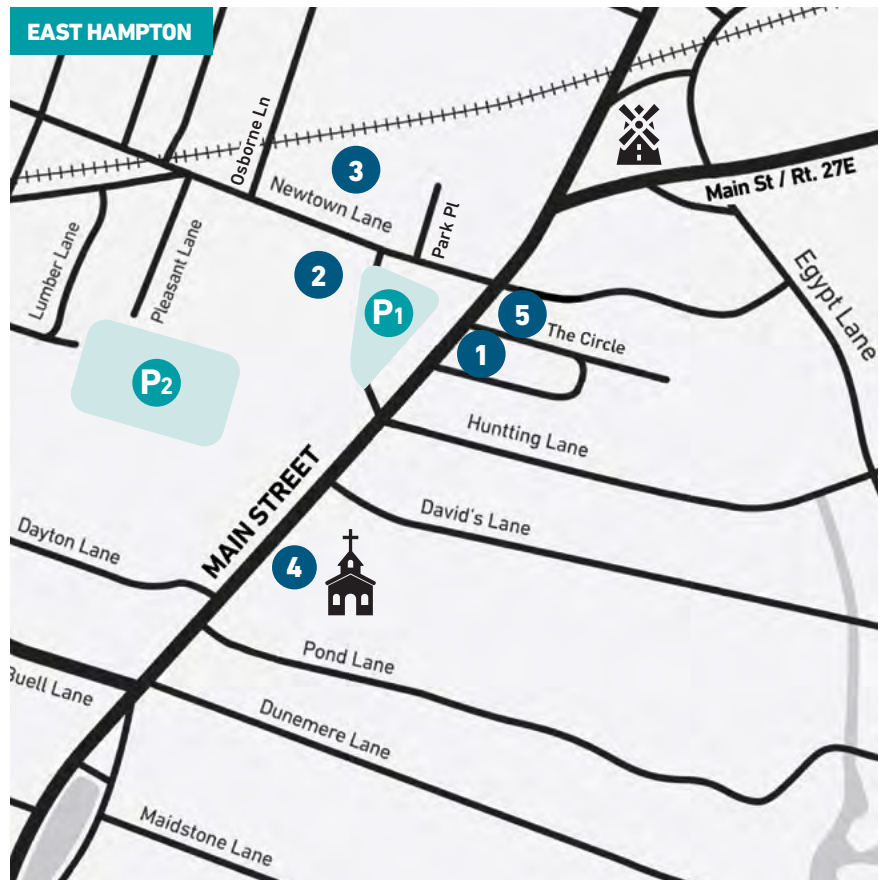 EAST HAMPTON
Osborne Ln
3
Newtown Lane
Main St / Rt. 27E
Park Pl
Lumber Lane
Pleasant Lane
2
Egypt Lane
P1
5
The Circle
1
P2
Huntting Lane
MAIN STREET
David's Lane
Dayton Lane
4
Pond Lane
Buell Lane
Dunemere Lane
Maidstone Lane